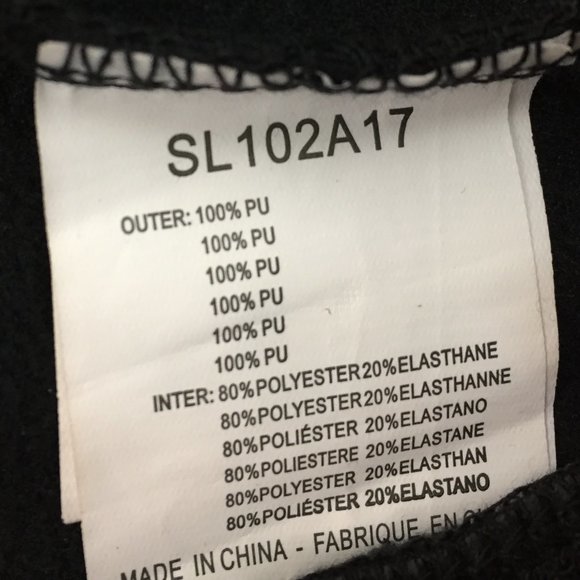 SL102A17
OUTER: 100% PU
100% PU
100% PU
100% PU
100% PU
100% PU
INTER: 80%POLYESTER20%ELASTHANE
80%POLYESTER20%ELASTHANNE
80%POLIÉSTER 20%ELASTANO
80%POLIESTERE 20%ELASTANE
80%POLYESTER 20%ELASTHAN
80%POLIÉSTER 20%ELASTANO
MADE IN CHINA - FABRIQUE EN